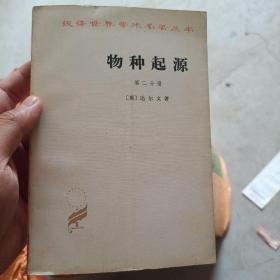 汉译世界学术名著丛书
物种起源
第二分册
〔英〕达尔文著